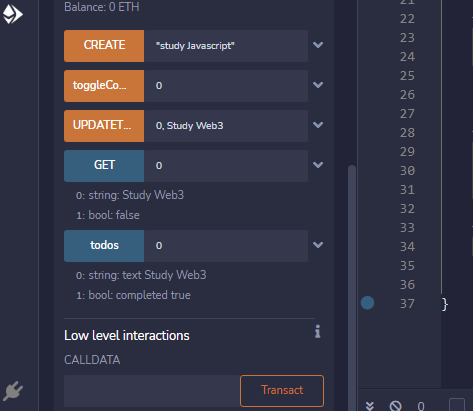 Balance: 0 ETH
CREATE "study Javascript"
toggleCo... 0
UPDATET... 0, Study Web3
GET 0
0: string: Study Web3
1: bool: false
todos 0
0: string: text Study Web3
1: bool: completed true
Low level interactions i
CALLDATA
Transact
21
22
23
24
25
26
27
28
29
30
31
32
33
34
35
36
37 }
0